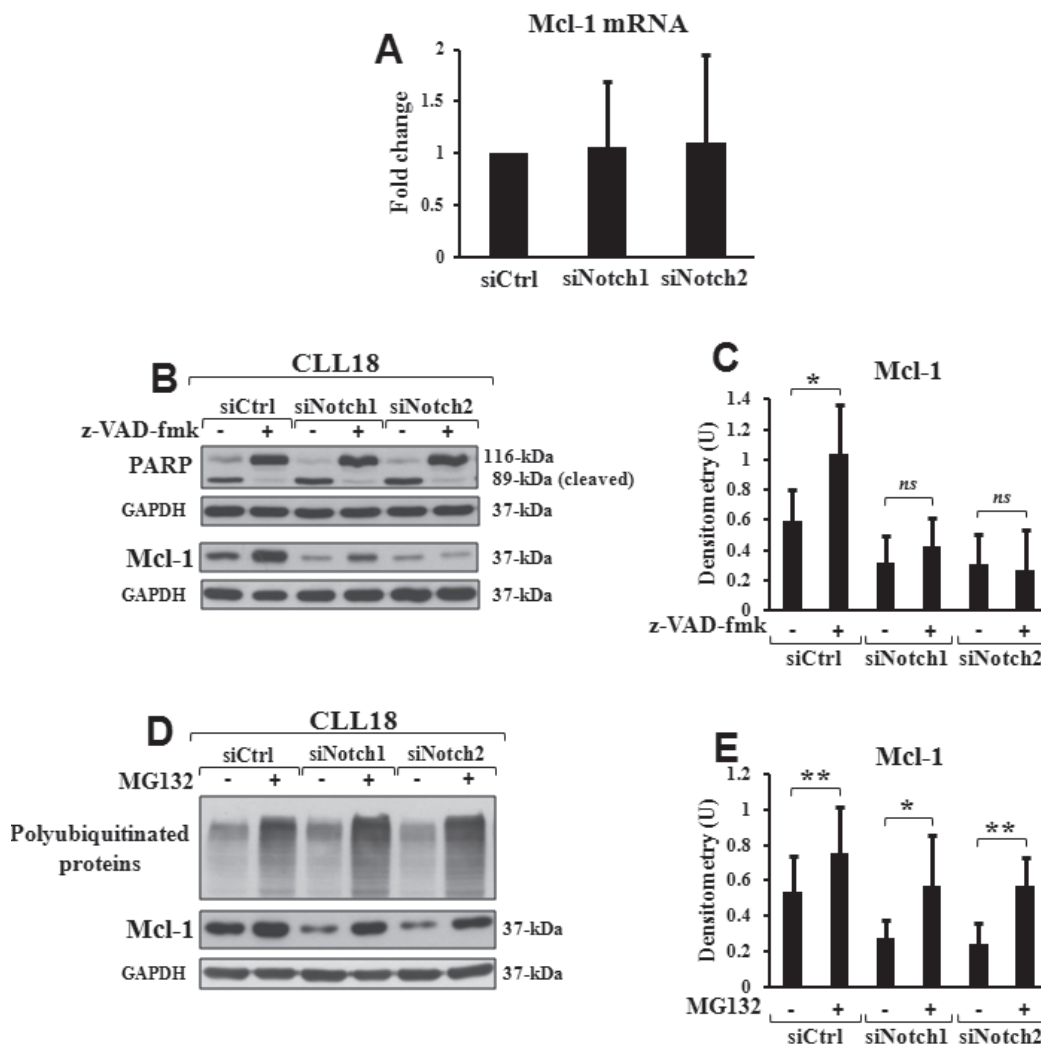 A
Mcl-1 mRNA
Fold change
2
1.5
1
0.5
0
siCtrl siNotch1 siNotch2
B
CLL18
siCtrl siNotch1 siNotch2
z-VAD-fmk - + - + - +
PARP
116-kDa
89-kDa (cleaved)
GAPDH 37-kDa
Mcl-1 37-kDa
GAPDH 37-kDa
C
Mcl-1
Densitometry (U)
1.4
1.2
1
0.8
0.6
0.4
0.2
0
* ns ns
z-VAD-fmk - + - + - +
siCtrl siNotch1 siNotch2
D
CLL18
siCtrl siNotch1 siNotch2
MG132 - + - + - +
Polyubiquitinated
proteins
Mcl-1 37-kDa
GAPDH 37-kDa
E
Mcl-1
Densitometry (U)
1.2
1
0.8
0.6
0.4
0.2
0
** * **
MG132 - + - + - +
siCtrl siNotch1 siNotch2